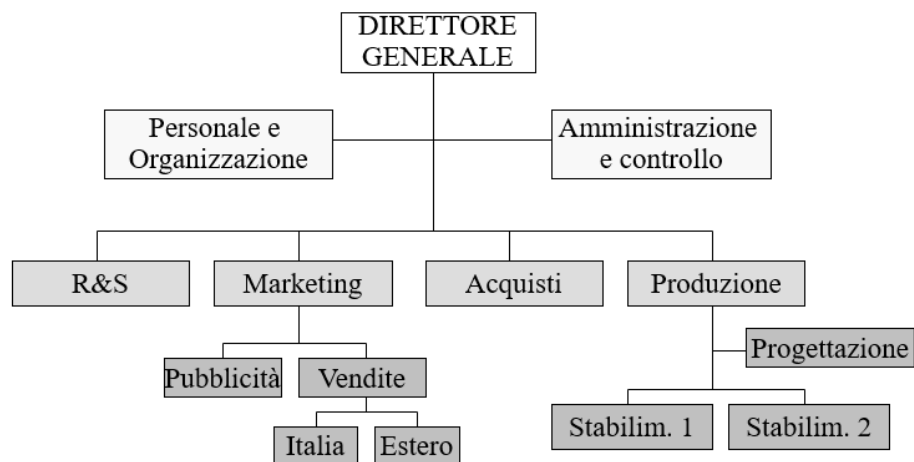 DIRETTORE
GENERALE
Personale e
Organizzazione
Amministrazione
e controllo
R&S
Marketing
Acquisti
Produzione
Progettazione
Pubblicità
Vendite
Stabilim. 1
Stabilim. 2
Italia
Estero